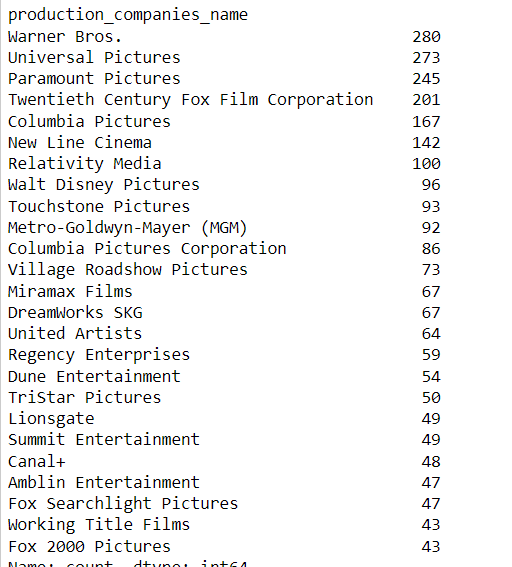 production_companies_name
Warner Bros. 280
Universal Pictures 273
Paramount Pictures 245
Twentieth Century Fox Film Corporation 201
Columbia Pictures 167
New Line Cinema 142
Relativity Media 100
Walt Disney Pictures 96
Touchstone Pictures 93
Metro-Goldwyn-Mayer (MGM) 92
Columbia Pictures Corporation 86
Village Roadshow Pictures 73
Miramax Films 67
DreamWorks SKG 67
United Artists 64
Regency Enterprises 59
Dune Entertainment 54
TriStar Pictures 50
Lionsgate 49
Summit Entertainment 49
Canal+ 48
Amblin Entertainment 47
Fox Searchlight Pictures 47
Working Title Films 43
Fox 2000 Pictures 43
Name: count, dtype: int64